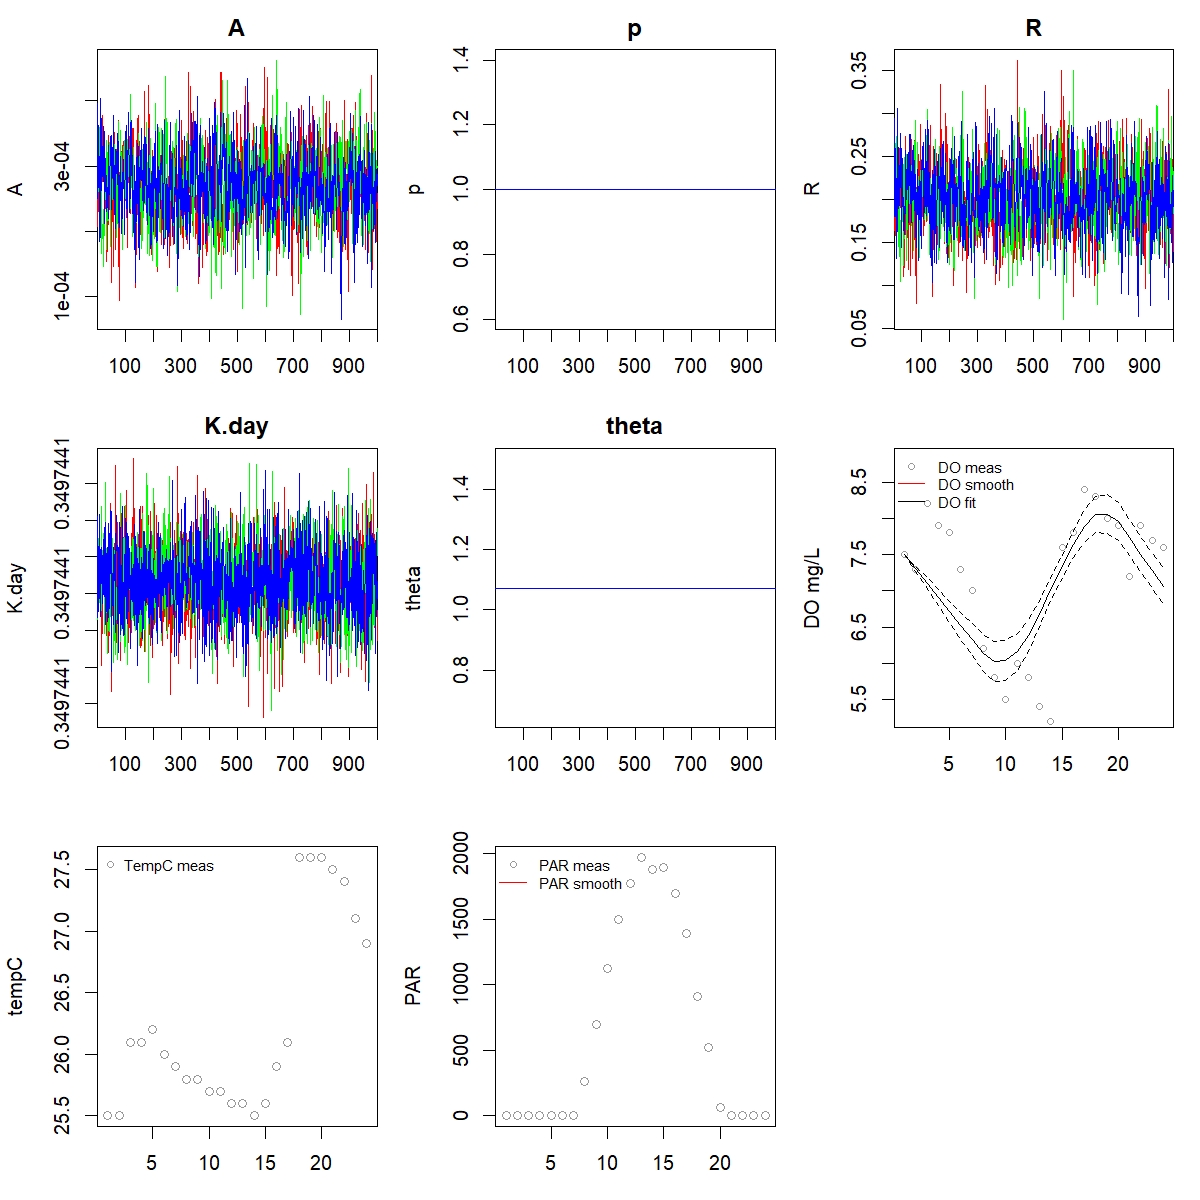 A
p
R
A
1e-04
3e-04
100 300 500 700 900
p
0.6
0.8
1.0
1.2
1.4
100 300 500 700 900
R
0.05
0.15
0.25
0.35
100 300 500 700 900
K.day
theta
K.day
0.3497441
0.3497441
0.3497441
0.3497441
100 300 500 700 900
theta
0.8
1.0
1.2
1.4
100 300 500 700 900
DO mg/L
5.5
6.5
7.5
8.5
DO meas
DO smooth
DO fit
5 10 15 20
tempC
25.5
26.0
26.5
27.0
27.5
TempC meas
5 10 15 20
PAR
0
500
1000
1500
2000
PAR meas
PAR smooth
5 10 15 20